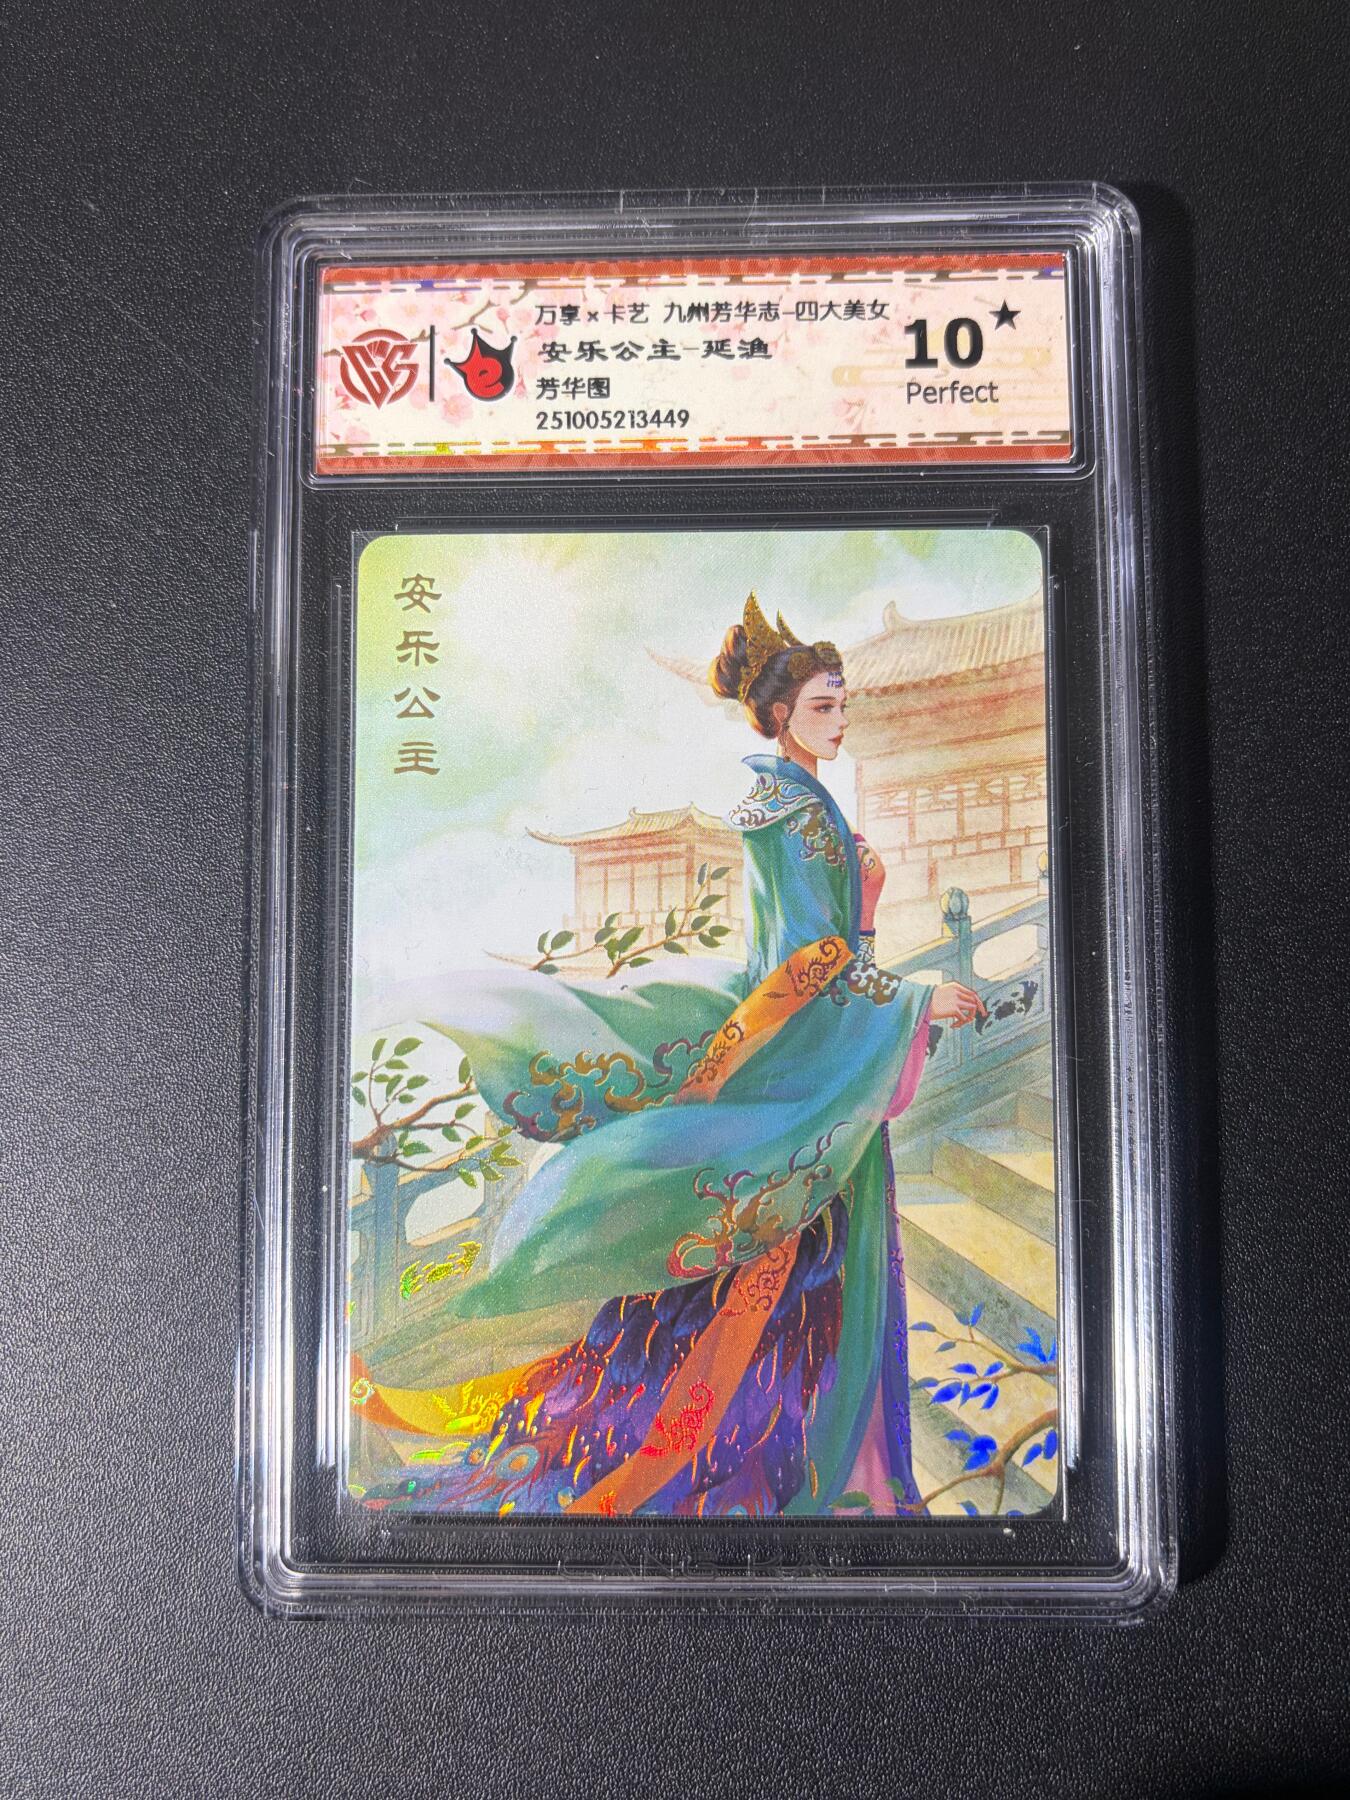 万享×卡艺 九州芳华志-四大美女
安乐公主-延渔
芳华图
251005213449
10★
Perfect
安乐公主